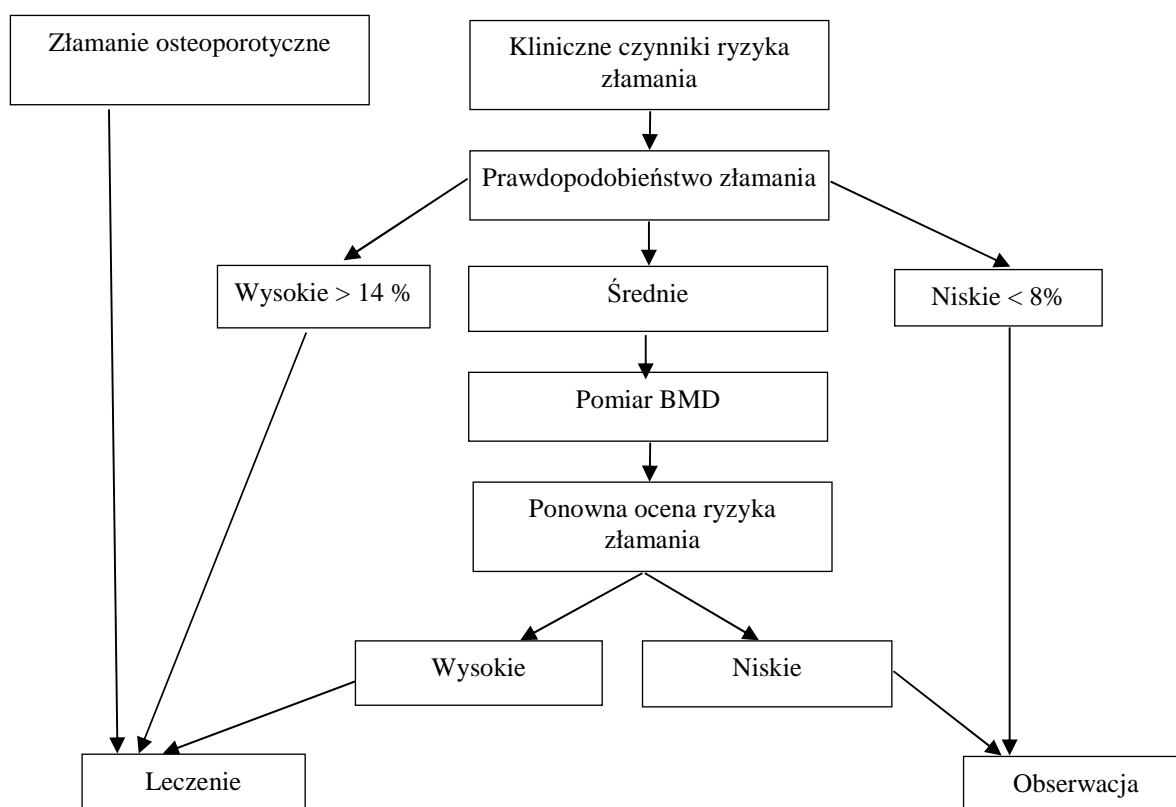 Złamanie osteoporotyczne
Kliniczne czynniki ryzyka
złamania
Prawdopodobieństwo złamania
Wysokie > 14 %
Średnie
Niskie < 8%
Pomiar BMD
Ponowna ocena ryzyka
złamania
Wysokie
Niskie
Leczenie
Obserwacja